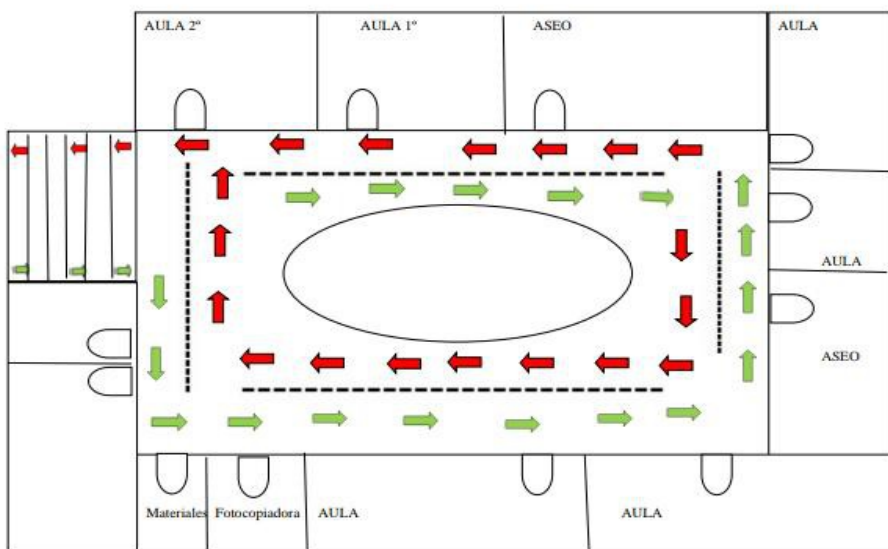 AULA 2º
AULA 1º
ASEO
AULA
AULA
ASEO
Materiales
Fotocopiadora
AULA
AULA